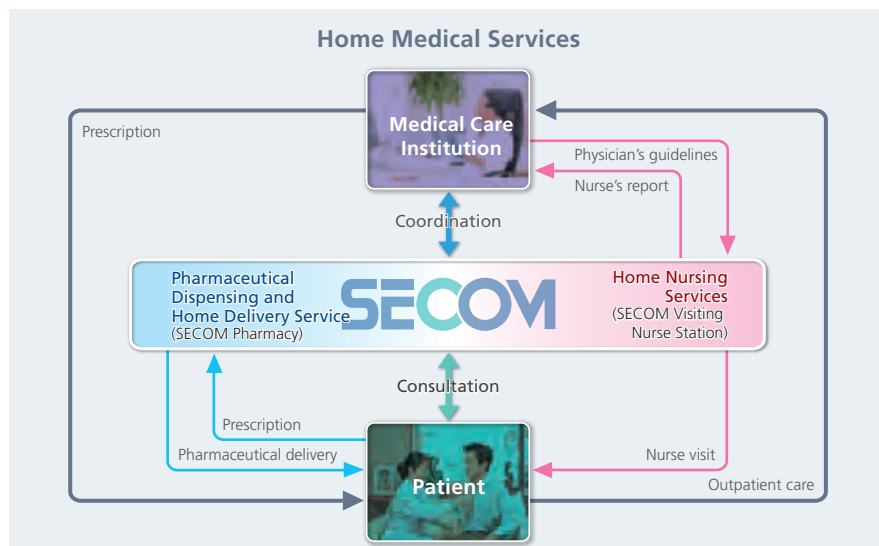 Home Medical Services
Prescription
Medical Care
Institution
Physician's guidelines
Nurse's report
Coordination
Pharmaceutical
Dispensing and
Home Delivery Service
(SECOM Pharmacy)
SECOM
Home Nursing
Services
(SECOM Visiting
Nurse Station)
Consultation
Prescription
Pharmaceutical delivery
Patient
Nurse visit
Outpatient care